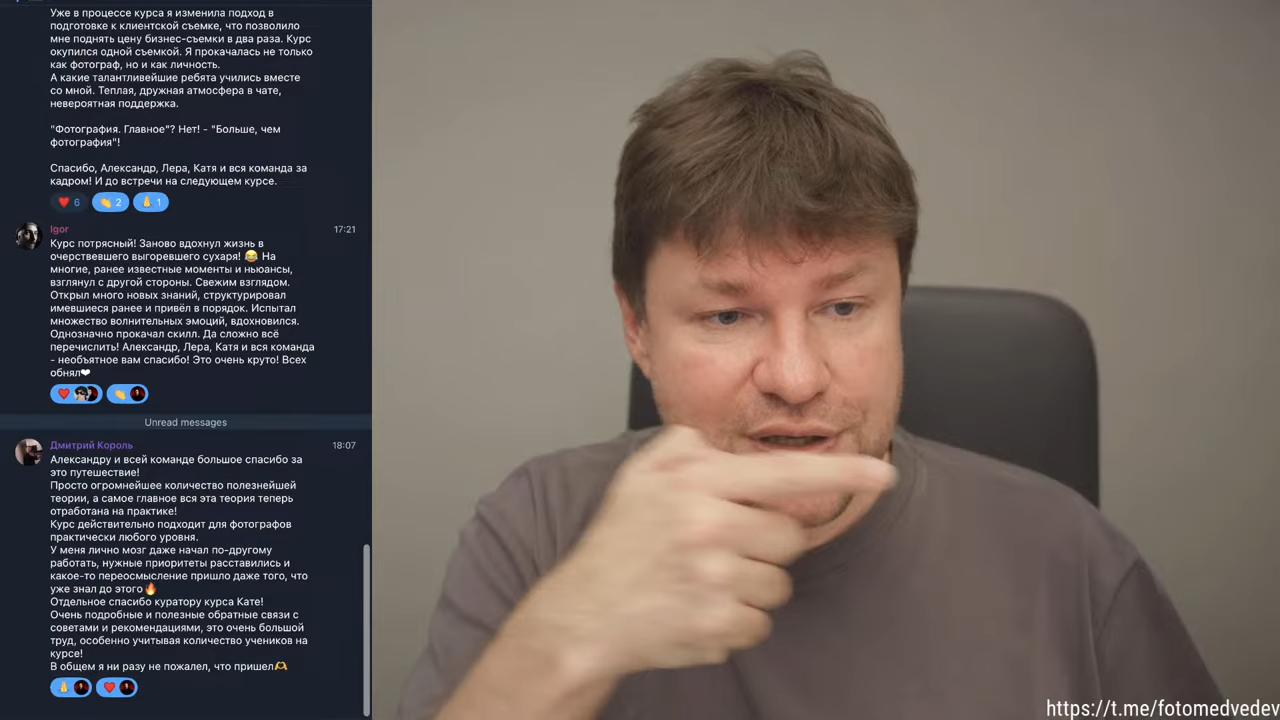 Уже в процессе курса я изменила подход в
подготовке к клиентской съемке, что позволило
мне поднять цену бизнес-съемки в два раза. Курс
окупился одной съемкой. Я прокачалась не только
как фотограф, но и как личность.
А какие талантливейшие ребята учились вместе
со мной. Теплая, дружная атмосфера в чате,
невероятная поддержка.
"Фотография. Главное"? Нет! - "Больше, чем
фотография"!
Спасибо, Александр, Лера, Катя и вся команда за
кадром! И до встречи на следующем курсе.
❤️ 6 👏 2 🙏 1
Igor 17:21
Курс потрясный! Заново вдохнул жизнь в
очерствевшего выгоревшего сухаря! 😂 На
многие, ранее известные моменты и ньюансы,
взглянул с другой стороны. Свежим взглядом.
Открыл много новых знаний, структурировал
имевшиеся ранее и привёл в порядок. Испытал
множество волнительных эмоций, вдохновился.
Однозначно прокачал скилл. Да сложно всё
перечислить! Александр, Лера, Катя и вся команда
- необъятное вам спасибо! Это очень круто! Всех
обнял❤
Unread messages
Дмитрий Король 18:07
Александру и всей команде большое спасибо за
это путешествие!
Просто огромнейшее количество полезнейшей
теории, а самое главное вся эта теория теперь
отработана на практике!
Курс действительно подходит для фотографов
практически любого уровня.
У меня лично мозг даже начал по-другому
работать, нужные приоритеты расставились и
какое-то переосмысление пришло даже того, что
уже знал до этого🔥
Отдельное спасибо куратору курса Кате!
Очень подробные и полезные обратные связи с
советами и рекомендациями, это очень большой
труд, особенно учитывая количество учеников на
курсе!
В общем я ни разу не пожалел, что пришел🫶
https://t.me/fotomedvedev